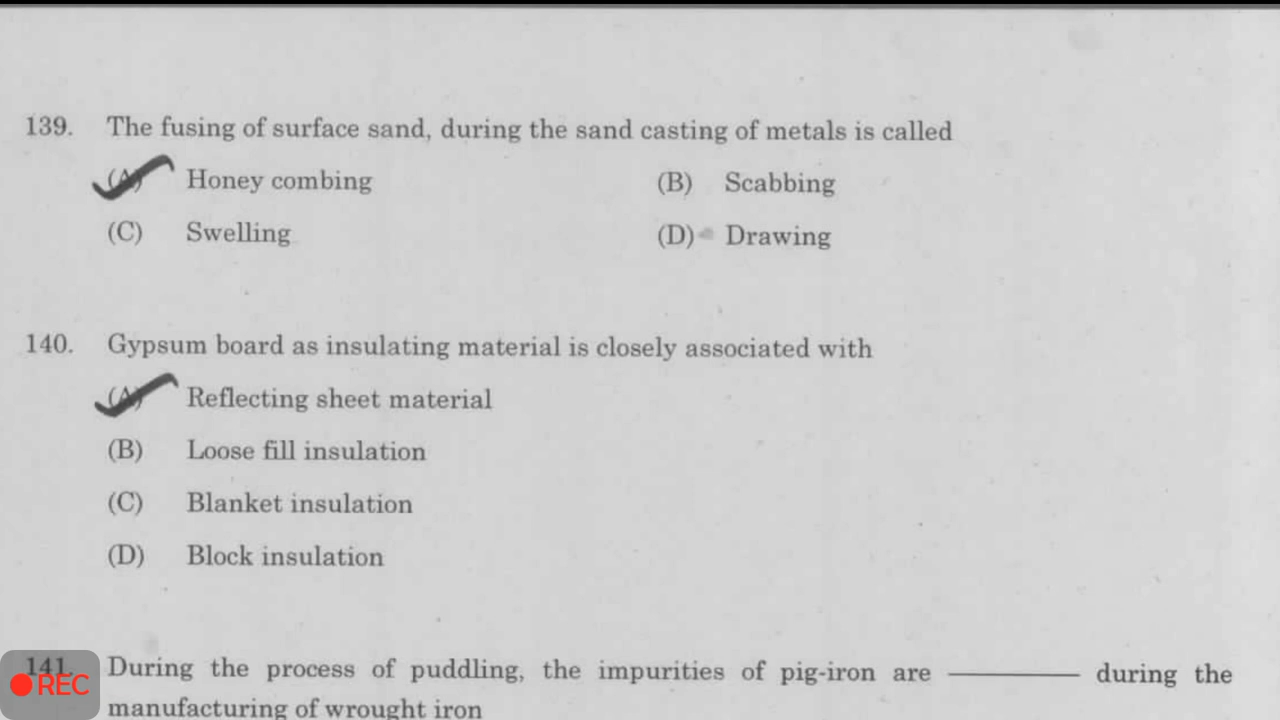 139. The fusing of surface sand, during the sand casting of metals is called
(A) Honey combing (B) Scabbing
(C) Swelling (D) Drawing
140. Gypsum board as insulating material is closely associated with
(A) Reflecting sheet material
(B) Loose fill insulation
(C) Blanket insulation
(D) Block insulation
141. During the process of puddling, the impurities of pig-iron are ———— during the
REC
manufacturing of wrought iron